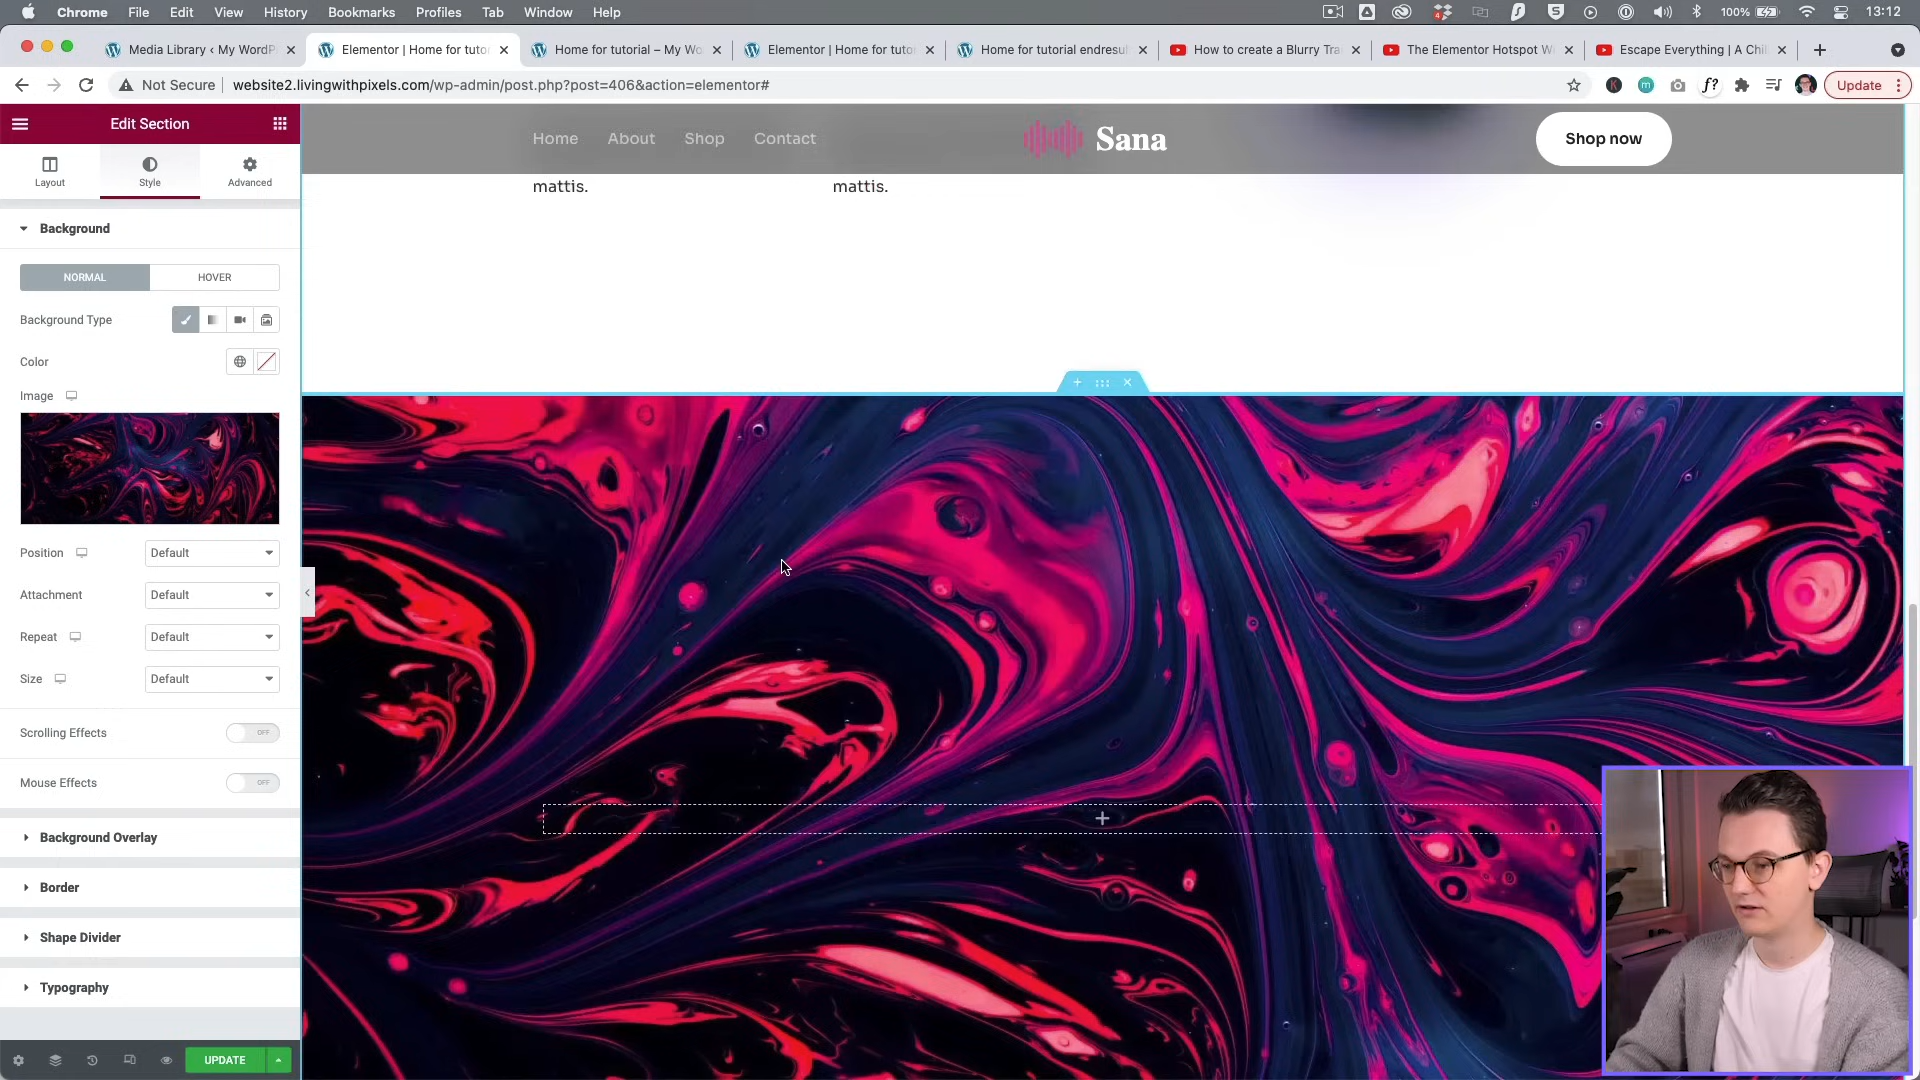 Chrome File Edit View History Bookmarks Profiles Tab Window Help
4 100% 13:12
Media Library ‹ My WordP
Elementor | Home for tuto
Home for tutorial – My Wo
Elementor | Home for tuto
Home for tutorial endresul
How to create a Blurry Tra
The Elementor Hotspot W
Escape Everything | A Chi
Not Secure website2.livingwithpixels.com/wp-admin/post.php?post=406&action=elementor#
f? Update
Edit Section
Home About Shop Contact
Sana
Shop now
Layout Style Advanced
mattis. mattis.
Background
NORMAL HOVER
Background Type
Color
Image
Position Default
Attachment Default
Repeat Default
Size Default
Scrolling Effects OFF
Mouse Effects OFF
Background Overlay
Border
Shape Divider
Typography
UPDATE